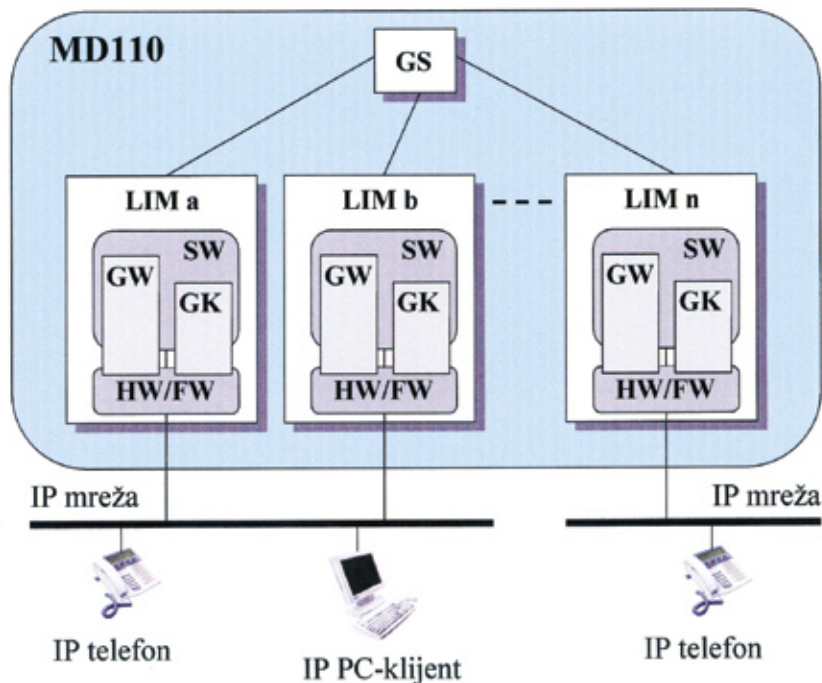 MD110
GS
LIM a
LIM b
LIM n
SW
SW
SW
GW
GW
GW
GK
GK
GK
HW/FW
HW/FW
HW/FW
IP mreža
IP mreža
IP telefon
IP PC-klijent
IP telefon